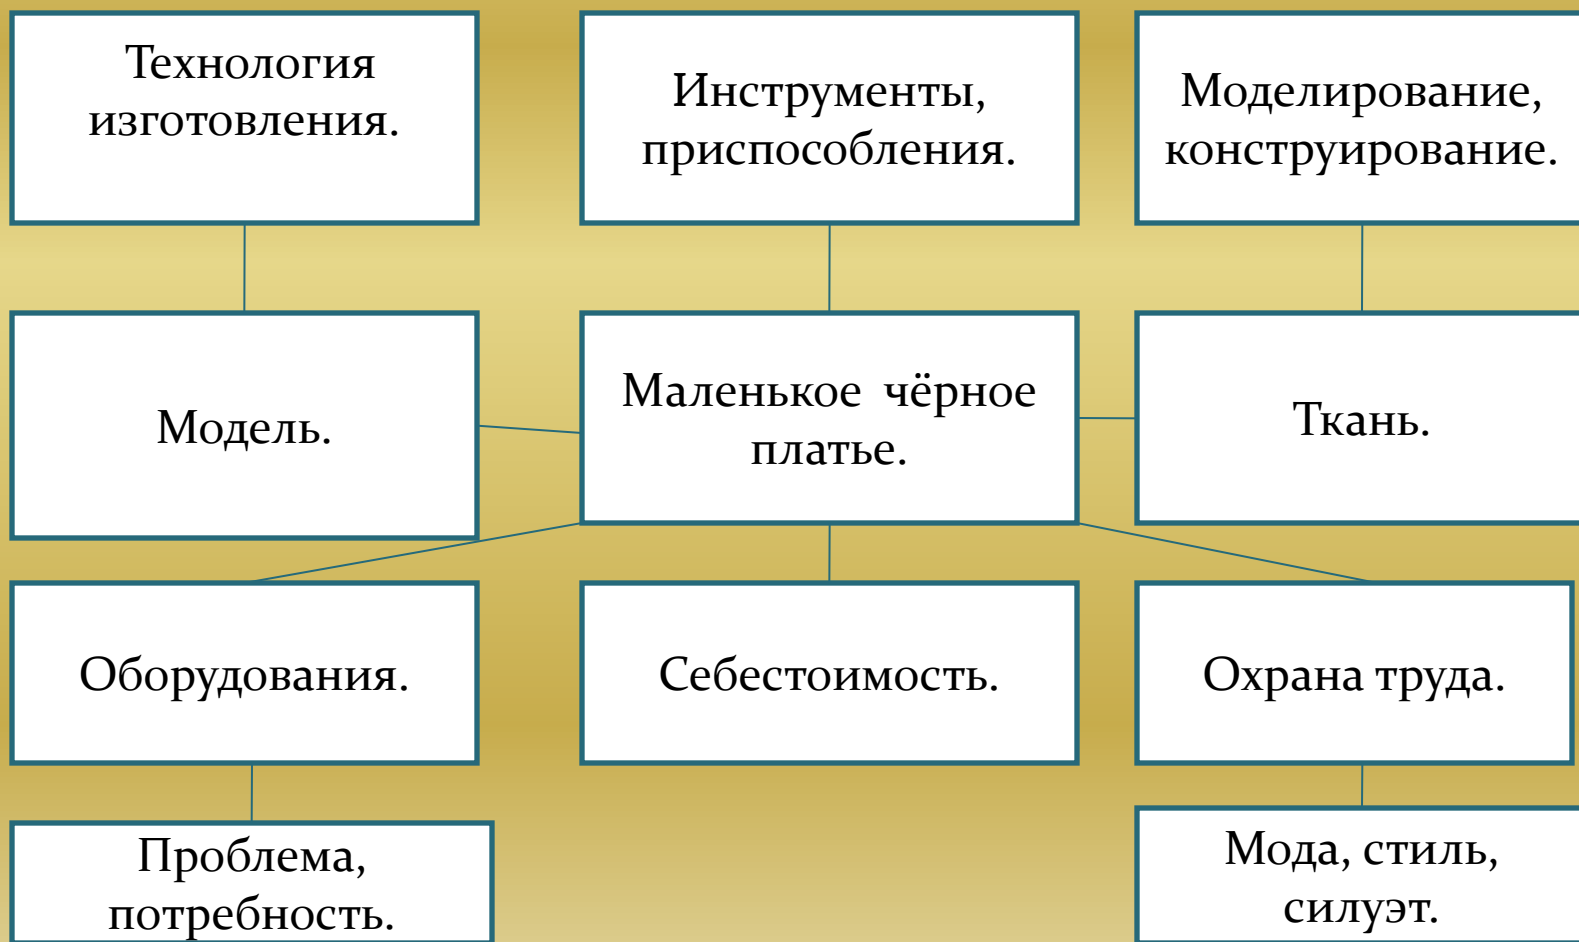 Технология
изготовления.
Инструменты,
приспособления.
Моделирование,
конструирование.
Модель.
Маленькое чёрное
платье.
Ткань.
Оборудования.
Себестоимость.
Охрана труда.
Проблема,
потребность.
Мода, стиль,
силуэт.